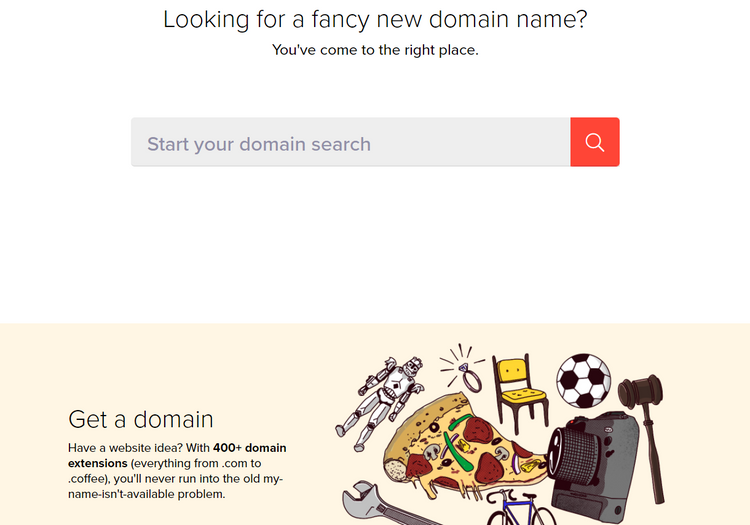 Looking for a fancy new domain name?
You've come to the right place.
Start your domain search
Get a domain
Have a website idea? With 400+ domain
extensions (everything from .com to
.coffee), you'll never run into the old my-
name-isn't-available problem.